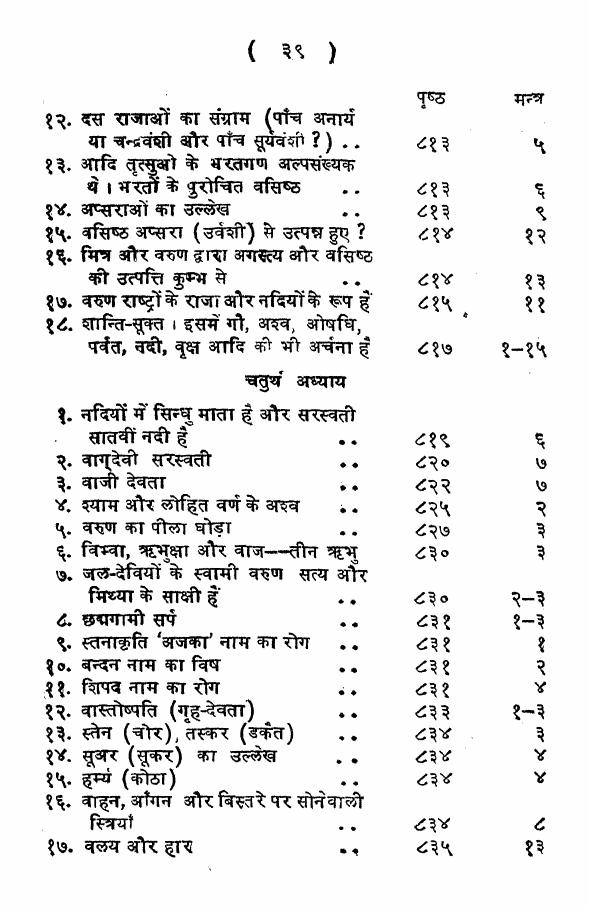 ( ३९ )
पृष्ठ मन्त्र
१२. दस राजाओं का संग्राम (पाँच अनार्य
या चन्द्रवंशी और पाँच सूर्यवंशी ?) .. ८१३ ५
१३. आदि तृत्सुओं के भरतगण अल्पसंख्यक
थे । भरतों के पुरोचित वसिष्ठ .. ८१३ ६
१४. अप्सराओं का उल्लेख .. ८१३ ९
१५. वसिष्ठ अप्सरा (उर्वशी) से उत्पन्न हुए ? ८१४ १२
१६. मित्र और वरुण द्वारा अगस्त्य और वसिष्ठ
की उत्पत्ति कुम्भ से .. ८१४ १३
१७. वरुण राष्ट्रों के राजा और नदियों के रूप हैं ८१५ ११
१८. शान्ति-सूक्त । इसमें गौ, अश्व, ओषधि,
पर्वत, नदी, वृक्ष आदि की भी अर्चना है ८१७ १-१५
चतुर्थ अध्याय
१. नदियों में सिन्धु माता है और सरस्वती
सातवीं नदी है .. ८१९ ६
२. वाग्देवी सरस्वती .. ८२० ७
३. वाजी देवता .. ८२२ ७
४. श्याम और लोहित वर्ण के अश्व .. ८२५ २
५. वरुण का पीला घोड़ा .. ८२७ ३
६. विम्वा, ऋभुक्षा और वाज--तीन ऋभु ८३० ३
७. जल-देवियों के स्वामी वरुण सत्य और
मिथ्या के साक्षी हैं .. ८३० २-३
८. छद्मगामी सर्प .. ८३१ १-३
९. स्तनाकृति 'अजका' नाम का रोग .. ८३१ १
१०. वन्दन नाम का विष .. ८३१ २
११. शिपद नाम का रोग .. ८३१ ४
१२. वास्तोष्पति (गृह-देवता) .. ८३३ १-३
१३. स्तेन (चोर), तस्कर (डकैत) .. ८३४ ३
१४. सूअर (सूकर) का उल्लेख .. ८३४ ४
१५. हर्म्य (कोठा) .. ८३४ ४
१६. वाहन, आँगन और बिस्तरे पर सोनेवाली
स्त्रियाँ .. ८३४ ८
१७. वलय और हार .. ८३५ १३